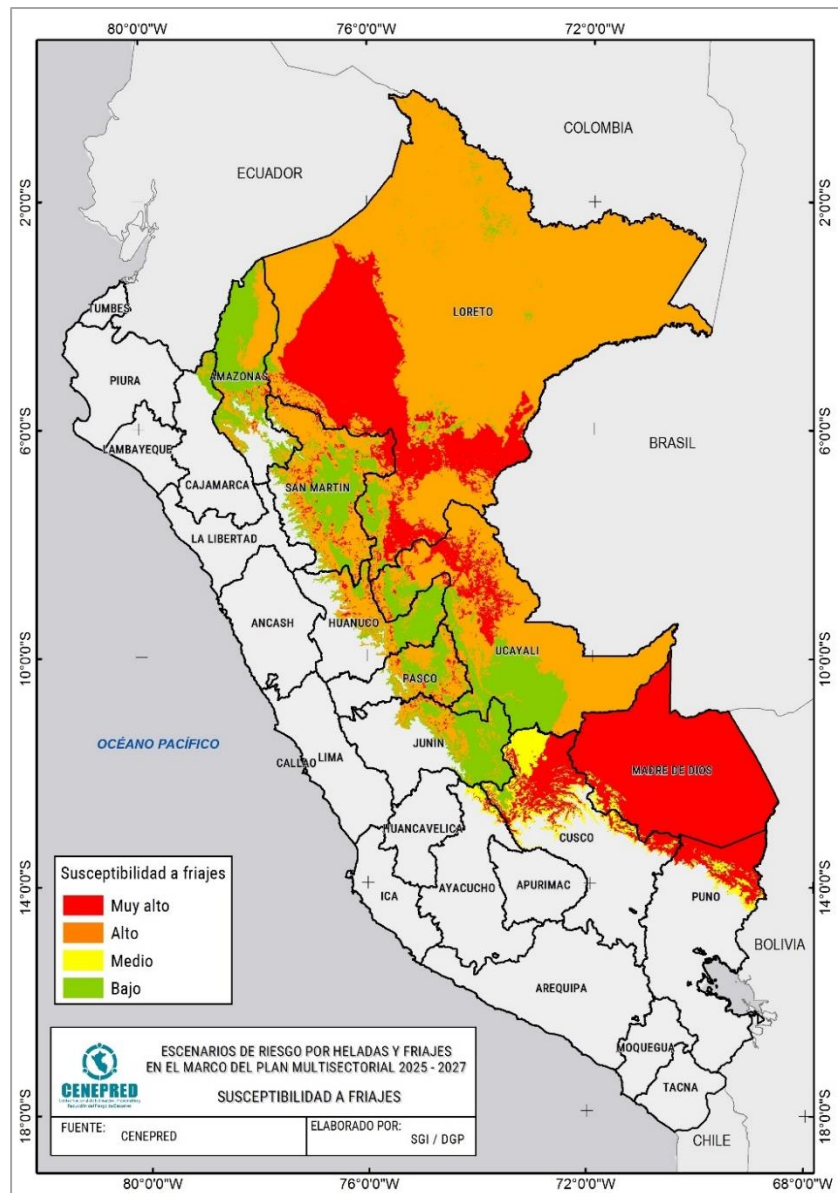 80°0'0"W 76°0'0"W 72°0'0"W
COLOMBIA
ECUADOR
2°0'0"S 2°0'0"S
LORETO
TUMBES
AMAZONAS
PIURA
6°0'0"S 6°0'0"S
BRASIL
LAMBAYEQUE
CAJAMARCA
SAN MARTIN
LA LIBERTAD
ANCASH
HUANUCO
UCAYALI
10°0'0"S 10°0'0"S
PASCO
OCÉANO PACÍFICO
JUNIN
LIMA
CALLAO
MADRE DE DIOS
HUANCAVELICA
CUSCO
14°0'0"S 14°0'0"S
ICA
AYACUCHO
APURIMAC
PUNO
BOLIVIA
AREQUIPA
MOQUEGUA
TACNA
CHILE
18°0'0"S 18°0'0"S
Susceptibilidad a friajes
Muy alto
Alto
Medio
Bajo
CENEPRED
ESCENARIOS DE RIESGO POR HELADAS Y FRIAJES
EN EL MARCO DEL PLAN MULTISECTORIAL 2025 - 2027
SUSCEPTIBILIDAD A FRIAJES
FUENTE:
CENEPRED
ELABORADO POR:
SGI / DGP
80°0'0"W 76°0'0"W 72°0'0"W 68°0'0"W